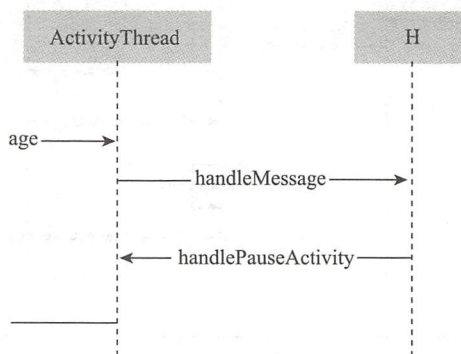 ActivityThread
H
age
handleMessage
handlePauseActivity